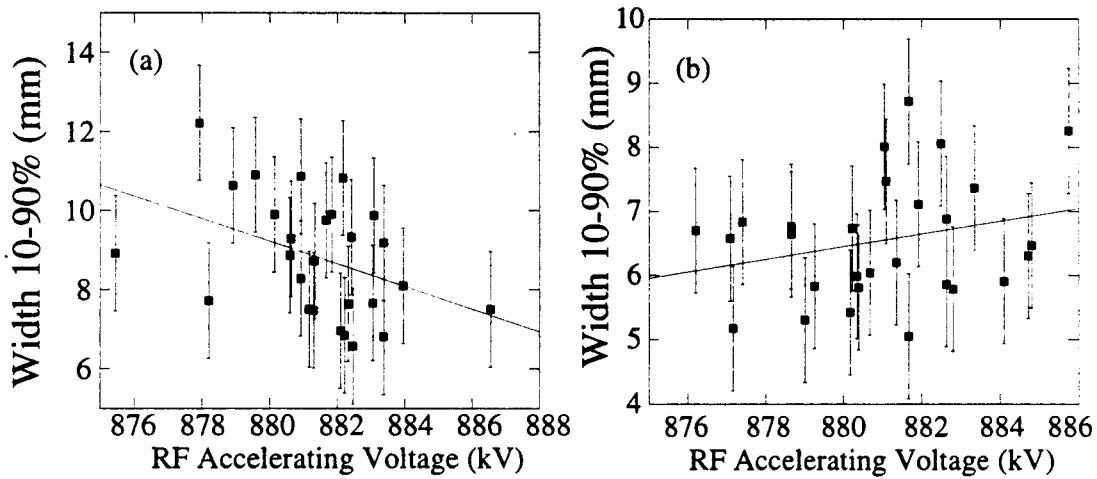 (a)
Width 10-90% (mm)
16
14
12
10
8
6
876 878 880 882 884 886 888
RF Accelerating Voltage (kV)
(b)
Width 10-90% (mm)
10
9
8
7
6
5
4
876 878 880 882 884 886
RF Accelerating Voltage (kV)